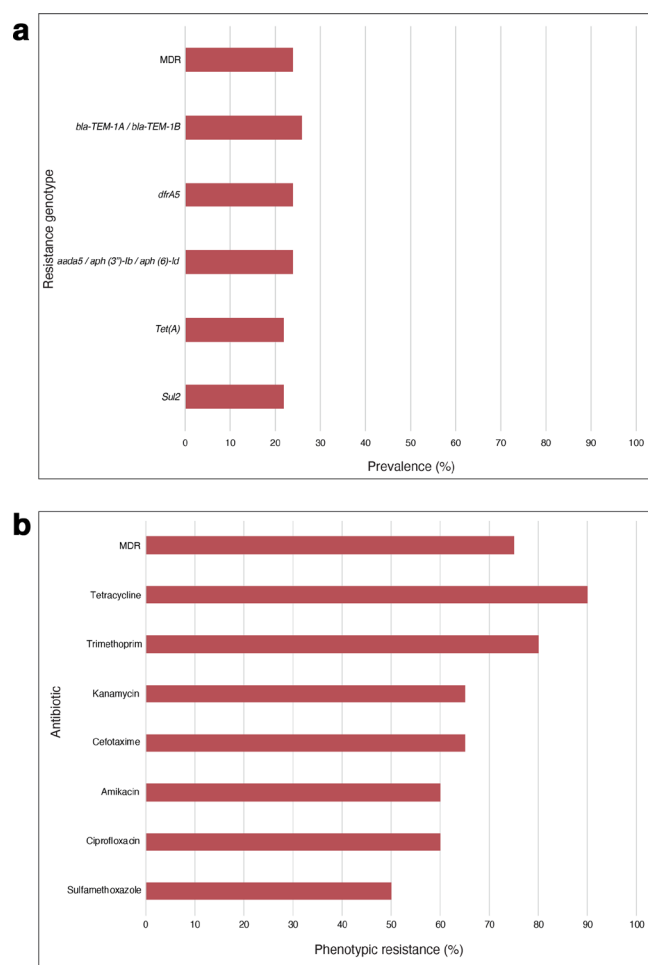 a
Resistance genotype
MDR
bla-TEM-1A / bla-TEM-1B
dfrA5
aada5 / aph (3'')-Ib / aph (6)-Id
Tet(A)
Sul2
0 10 20 30 40 50 60 70 80 90 100
Prevalence (%)
b
Antibiotic
MDR
Tetracycline
Trimethoprim
Kanamycin
Cefotaxime
Amikacin
Ciprofloxacin
Sulfamethoxazole
0 10 20 30 40 50 60 70 80 90 100
Phenotypic resistance (%)